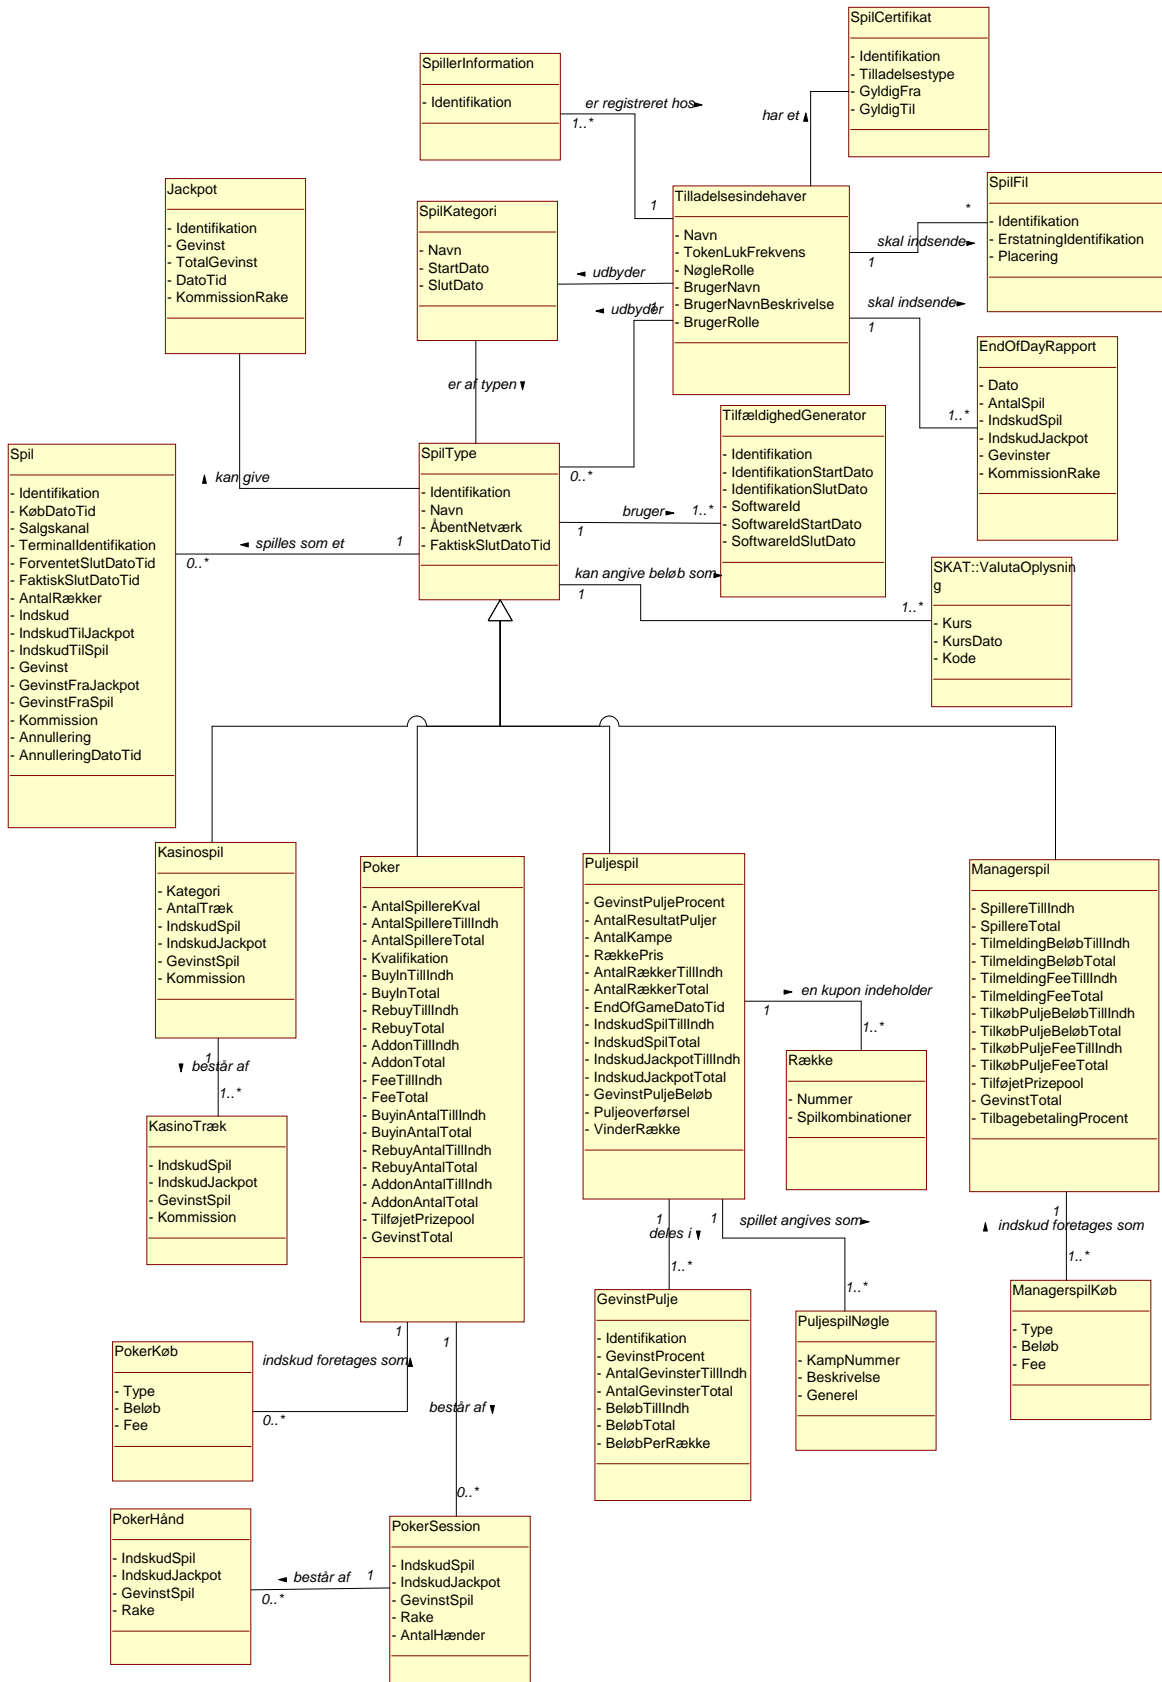 SpilCertifikat
- Identifikation
- Tilladelsestype
- GyldigFra
- GyldigTil
SpillerInformation
- Identifikation
er registreret hos
1..*
1
har et
Jackpot
- Identifikation
- Gevinst
- TotalGevinst
- DatoTid
- KommissionRake
SpilKategori
- Navn
- StartDato
- SlutDato
Tilladelsesindehaver
- Navn
- TokenLukFrekvens
- NøgleRolle
- BrugerNavn
- BrugerNavnBeskrivelse
- BrugerRolle
SpilFil
- Identifikation
- ErstatningIdentifikation
- Placering
*
skal indsende
1
udbyder
udbyder
1
skal indsende
1
1..*
EndOfDayRapport
- Dato
- AntalSpil
- IndskudSpil
- IndskudJackpot
- Gevinster
- KommissionRake
er af typen
TilfældighedGenerator
- Identifikation
- IdentifikationStartDato
- IdentifikationSlutDato
- SoftwareId
- SoftwareIdStartDato
- SoftwareIdSlutDato
Spil
- Identifikation
- KøbDatoTid
- Salgskanal
- TerminalIdentifikation
- ForventetSlutDatoTid
- FaktiskSlutDatoTid
- AntalRækker
- Indskud
- IndskudTilJackpot
- IndskudTilSpil
- Gevinst
- GevinstFraJackpot
- GevinstFraSpil
- Kommission
- Annullering
- AnnulleringDatoTid
kan give
SpilType
- Identifikation
- Navn
- ÅbentNetværk
- FaktiskSlutDatoTid
0..*
bruger
1..*
1
spilles som et
1
0..*
kan angive beløb som
1
1..*
SKAT::ValutaOplysnin
g
- Kurs
- KursDato
- Kode
Kasinospil
- Kategori
- AntalTræk
- IndskudSpil
- IndskudJackpot
- GevinstSpil
- Kommission
Poker
- AntalSpillereKval
- AntalSpillereTillIndh
- AntalSpillereTotal
- Kvalifikation
- BuyInTillIndh
- BuyInTotal
- RebuyTillIndh
- RebuyTotal
- AddonTillIndh
- AddonTotal
- FeeTillIndh
- FeeTotal
- BuyinAntalTillIndh
- BuyinAntalTotal
- RebuyAntalTillIndh
- RebuyAntalTotal
- AddonAntalTillIndh
- AddonAntalTotal
- TilføjetPrizepool
- GevinstTotal
Puljespil
- GevinstPuljeProcent
- AntalResultatPuljer
- AntalKampe
- RækkePris
- AntalRækkerTillIndh
- AntalRækkerTotal
- EndOfGameDatoTid
- IndskudSpilTillIndh
- IndskudSpilTotal
- IndskudJackpotTillIndh
- IndskudJackpotTotal
- GevinstPuljeBeløb
- Puljeoverførsel
- VinderRække
Managerspil
- SpillereTillIndh
- SpillereTotal
- TilmeldingBeløbTillIndh
- TilmeldingBeløbTotal
- TilmeldingFeeTillIndh
- TilmeldingFeeTotal
- TilkøbPuljeBeløbTillIndh
- TilkøbPuljeBeløbTotal
- TilkøbPuljeFeeTillIndh
- TilkøbPuljeFeeTotal
- TilføjetPrizepool
- GevinstTotal
- TilbagebetalingProcent
en kupon indeholder
1
1..*
Række
- Nummer
- Spilkombinationer
1
består af
1..*
KasinoTræk
- IndskudSpil
- IndskudJackpot
- GevinstSpil
- Kommission
1
deles i
1..*
1
spillet angives som
1..*
1
indskud foretages som
1..*
GevinstPulje
- Identifikation
- GevinstProcent
- AntalGevinsterTillIndh
- AntalGevinsterTotal
- BeløbTillIndh
- BeløbTotal
- BeløbPerRække
PuljespilNøgle
- KampNummer
- Beskrivelse
- Generel
ManagerspilKøb
- Type
- Beløb
- Fee
PokerKøb
- Type
- Beløb
- Fee
1
indskud foretages som
0..*
1
består af
0..*
PokerHånd
- IndskudSpil
- IndskudJackpot
- GevinstSpil
- Rake
består af
1
0..*
PokerSession
- IndskudSpil
- IndskudJackpot
- GevinstSpil
- Rake
- AntalHænder